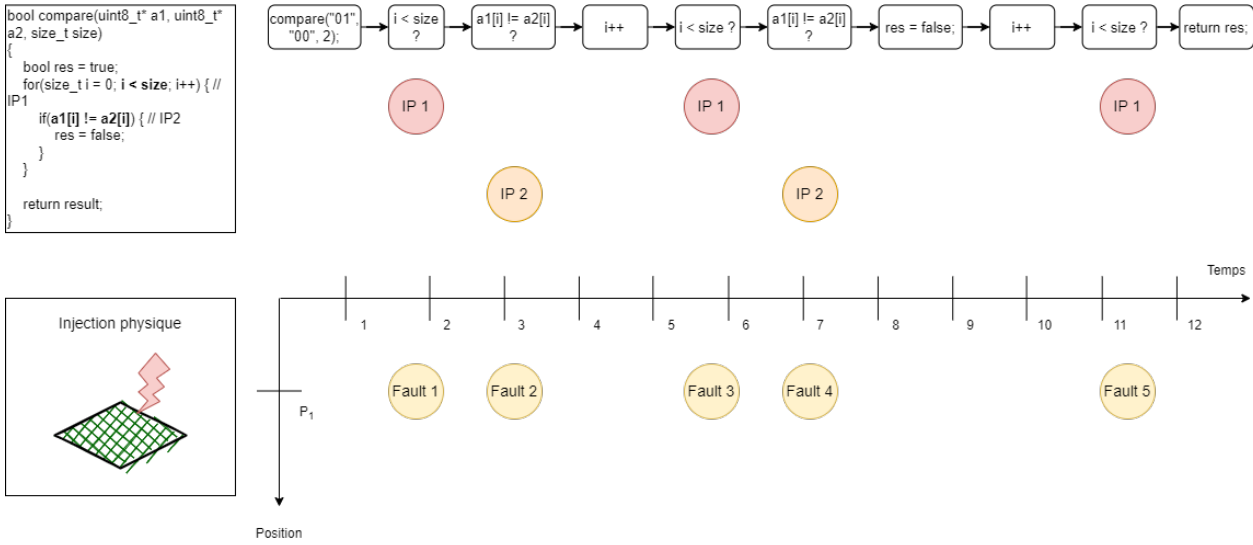 bool compare(uint8_t* a1, uint8_t*
a2, size_t size)
{
bool res = true;
for(size_t i = 0; i < size; i++) { //
IP1
if(a1[i] != a2[i]) { // IP2
res = false;
}
}
return result;
}
compare("01",
"00", 2);
i < size
?
a1[i] != a2[i]
?
i++
i < size ?
a1[i] != a2[i]
?
res = false;
i++
i < size ?
return res;
IP 1
IP 1
IP 1
IP 2
IP 2
Temps
1
2
3
4
5
6
7
8
9
10
11
12
Injection physique
P1
Fault 1
Fault 2
Fault 3
Fault 4
Fault 5
Position